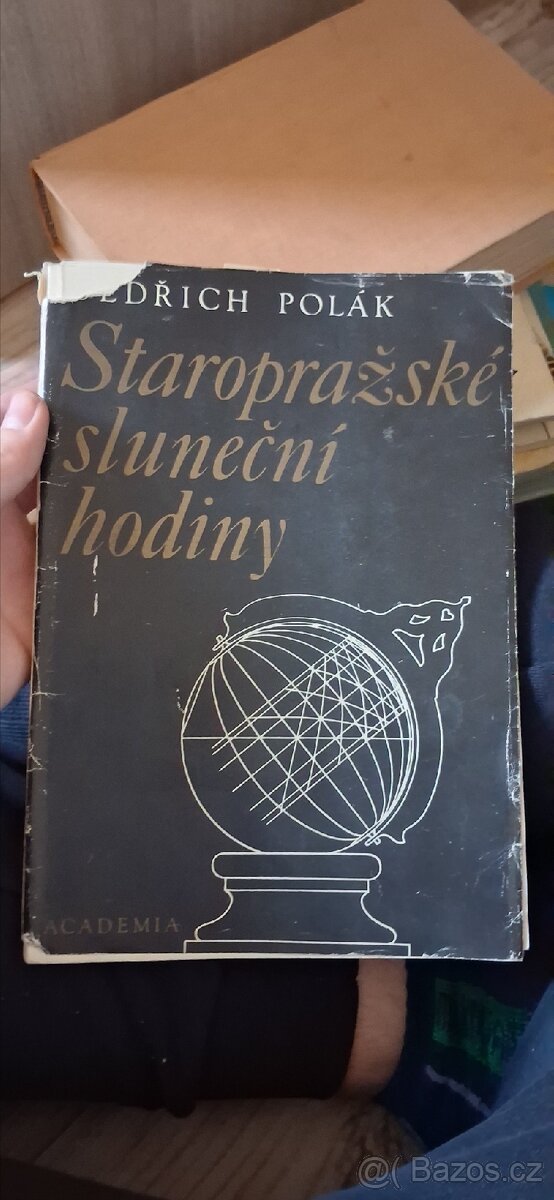 EDŘICH POLÁK
Staropražské
sluneční
hodiny
ACADEMIA
@( Bazos.cz